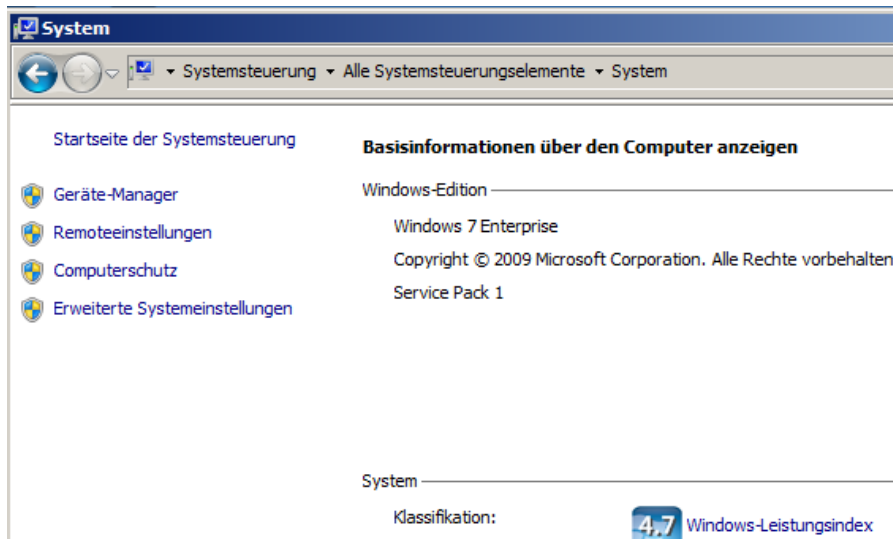 System
Systemsteuerung Alle Systemsteuerungselemente System
Startseite der Systemsteuerung
Geräte-Manager
Remoteeinstellungen
Computerschutz
Erweiterte Systemeinstellungen
Basisinformationen über den Computer anzeigen
Windows-Edition
Windows 7 Enterprise
Copyright © 2009 Microsoft Corporation. Alle Rechte vorbehalten
Service Pack 1
System
Klassifikation:
4,7 Windows-Leistungsindex